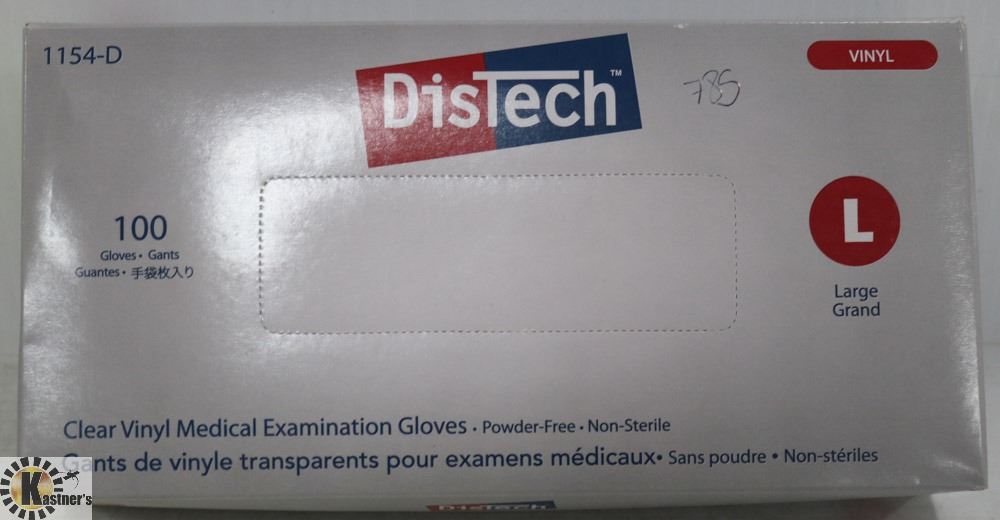 1154-D
DisTech™
785
VINYL
100
Gloves • Gants
Guantes • 手袋枚入り
L
Large
Grand
Clear Vinyl Medical Examination Gloves • Powder-Free • Non-Sterile
Gants de vinyle transparents pour examens médicaux • Sans poudre • Non-stériles
Kastner's
DisTech